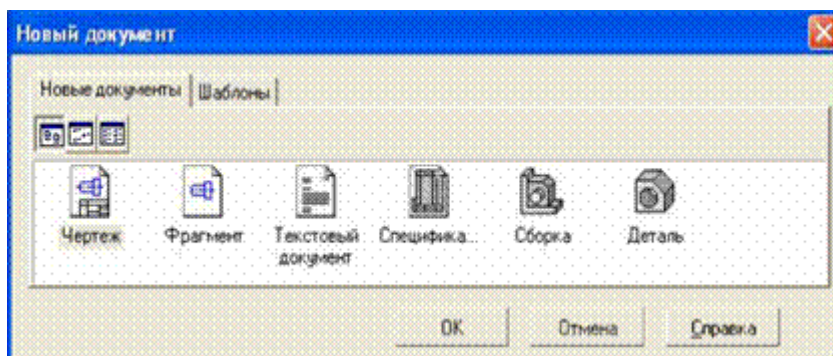 Новый документ
Новые документы Шаблоны
Чертеж Фрагмент Текстовый документ Специфика... Сборка Деталь
ОК Отмена Справка